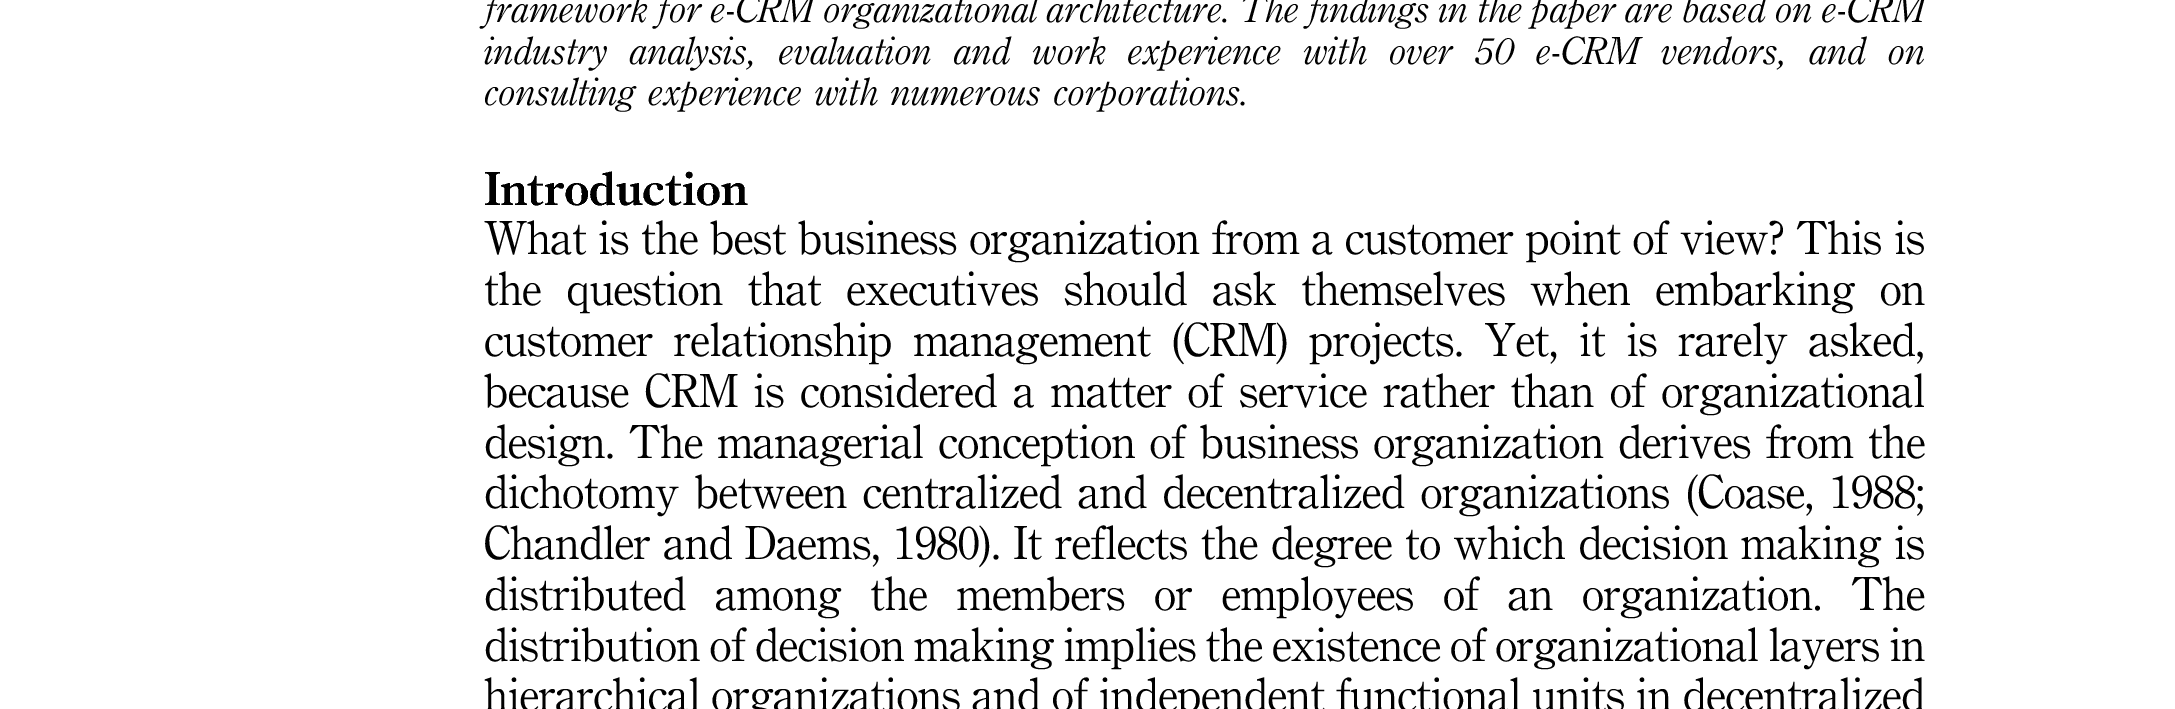 framework for e-CRM organizational architecture. The findings in the paper are based on e-CRM
industry analysis, evaluation and work experience with over 50 e-CRM vendors, and on
consulting experience with numerous corporations.
Introduction
What is the best business organization from a customer point of view? This is
the question that executives should ask themselves when embarking on
customer relationship management (CRM) projects. Yet, it is rarely asked,
because CRM is considered a matter of service rather than of organizational
design. The managerial conception of business organization derives from the
dichotomy between centralized and decentralized organizations (Coase, 1988;
Chandler and Daems, 1980). It reflects the degree to which decision making is
distributed among the members or employees of an organization. The
distribution of decision making implies the existence of organizational layers in
hierarchical organizations and of independent functional units in decentralized